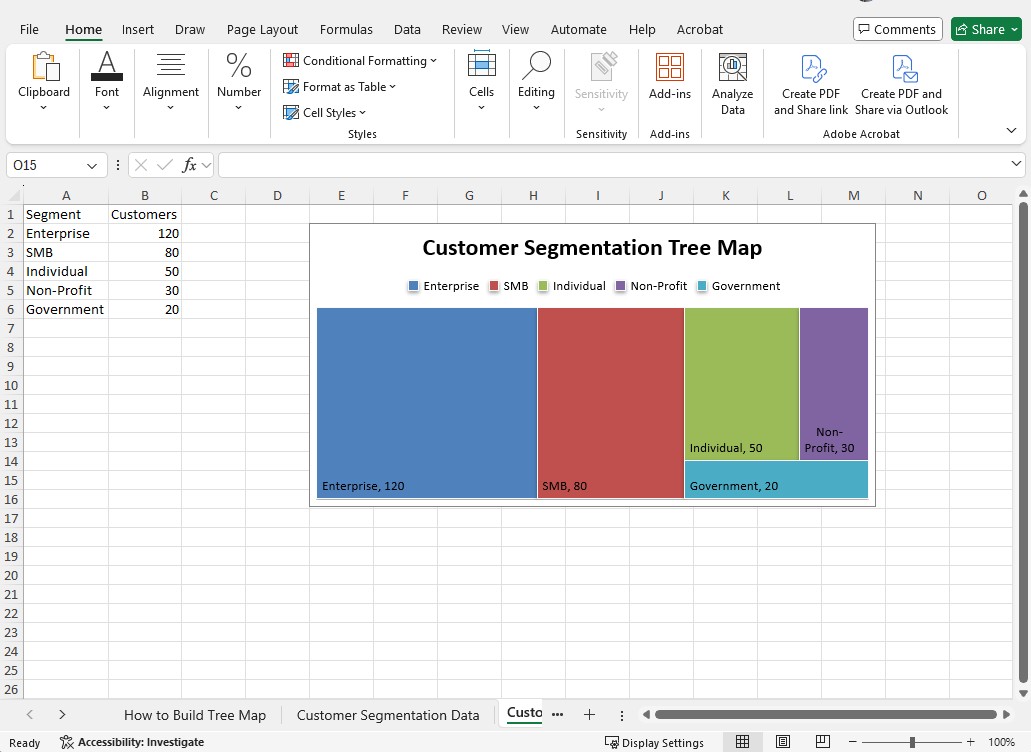 File Home Insert Draw Page Layout Formulas Data Review View Automate Help Acrobat Comments Share
Clipboard
Font
Alignment
%
Number
Conditional Formatting
Format as Table
Cell Styles
Styles
Cells
Editing
Sensitivity
Sensitivity
Add-ins
Add-ins
Analyze
Data
Create PDF
and Share link
Create PDF and
Share via Outlook
Adobe Acrobat
O15 fx
A B C D E F G H I J K L M N O
1 Segment Customers
2 Enterprise 120
3 SMB 80
4 Individual 50
5 Non-Profit 30
6 Government 20
7
8
9
10
11
12
13
14
15
16
17
18
19
20
21
22
23
24
25
26
Customer Segmentation Tree Map
Enterprise SMB Individual Non-Profit Government
Enterprise, 120
SMB, 80
Individual, 50
Non-
Profit, 30
Government, 20
How to Build Tree Map Customer Segmentation Data Custo
Ready Accessibility: Investigate Display Settings 100%